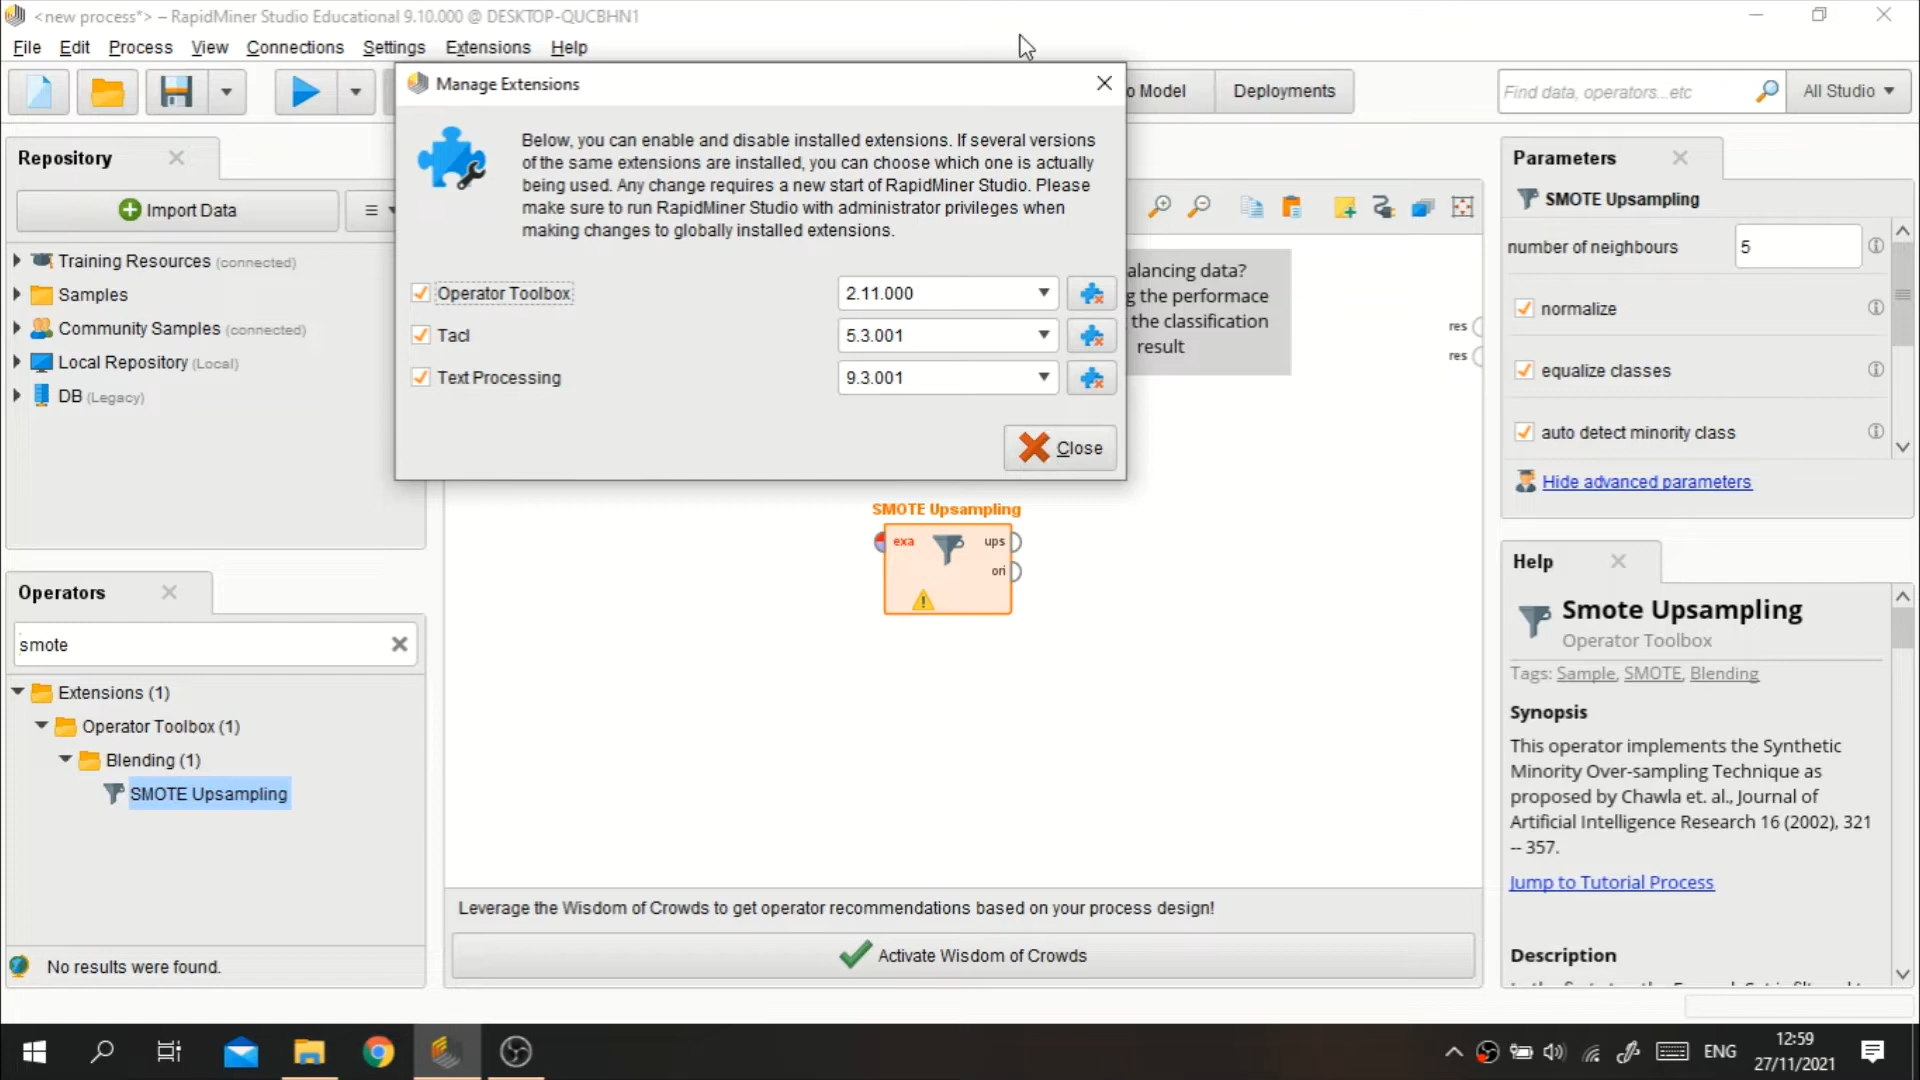 <new process*> – RapidMiner Studio Educational 9.10.000 @ DESKTOP-QUCBHN1
File Edit Process View Connections Settings Extensions Help
o Model Deployments Find data, operators...etc All Studio
Manage Extensions
Below, you can enable and disable installed extensions. If several versions
of the same extensions are installed, you can choose which one is actually
being used. Any change requires a new start of RapidMiner Studio. Please
make sure to run RapidMiner Studio with administrator privileges when
making changes to globally installed extensions.
Operator Toolbox 2.11.000
Tacl 5.3.001
Text Processing 9.3.001
Close
Repository
Import Data
Training Resources (connected)
Samples
Community Samples (connected)
Local Repository (Local)
DB (Legacy)
Operators
smote
Extensions (1)
Operator Toolbox (1)
Blending (1)
SMOTE Upsampling
No results were found.
alancing data?
g the performace
the classification
result
res
res
SMOTE Upsampling
exa ups
ori
Leverage the Wisdom of Crowds to get operator recommendations based on your process design!
Activate Wisdom of Crowds
Parameters
SMOTE Upsampling
number of neighbours 5
normalize
equalize classes
auto detect minority class
Hide advanced parameters
Help
Smote Upsampling
Operator Toolbox
Tags: Sample, SMOTE, Blending
Synopsis
This operator implements the Synthetic
Minority Over-sampling Technique as
proposed by Chawla et. al., Journal of
Artificial Intelligence Research 16 (2002), 321
-- 357.
Jump to Tutorial Process
Description
ENG
12:59
27/11/2021